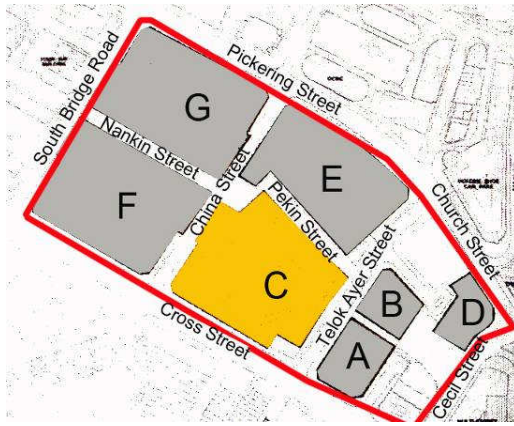 South Bridge Road
Pickering Street
OCBC
G
Nankin Street
China Street
E
F
Pekin Street
Church Street
C
Telok Ayer Street
B
D
A
Cross Street
Cecil Street